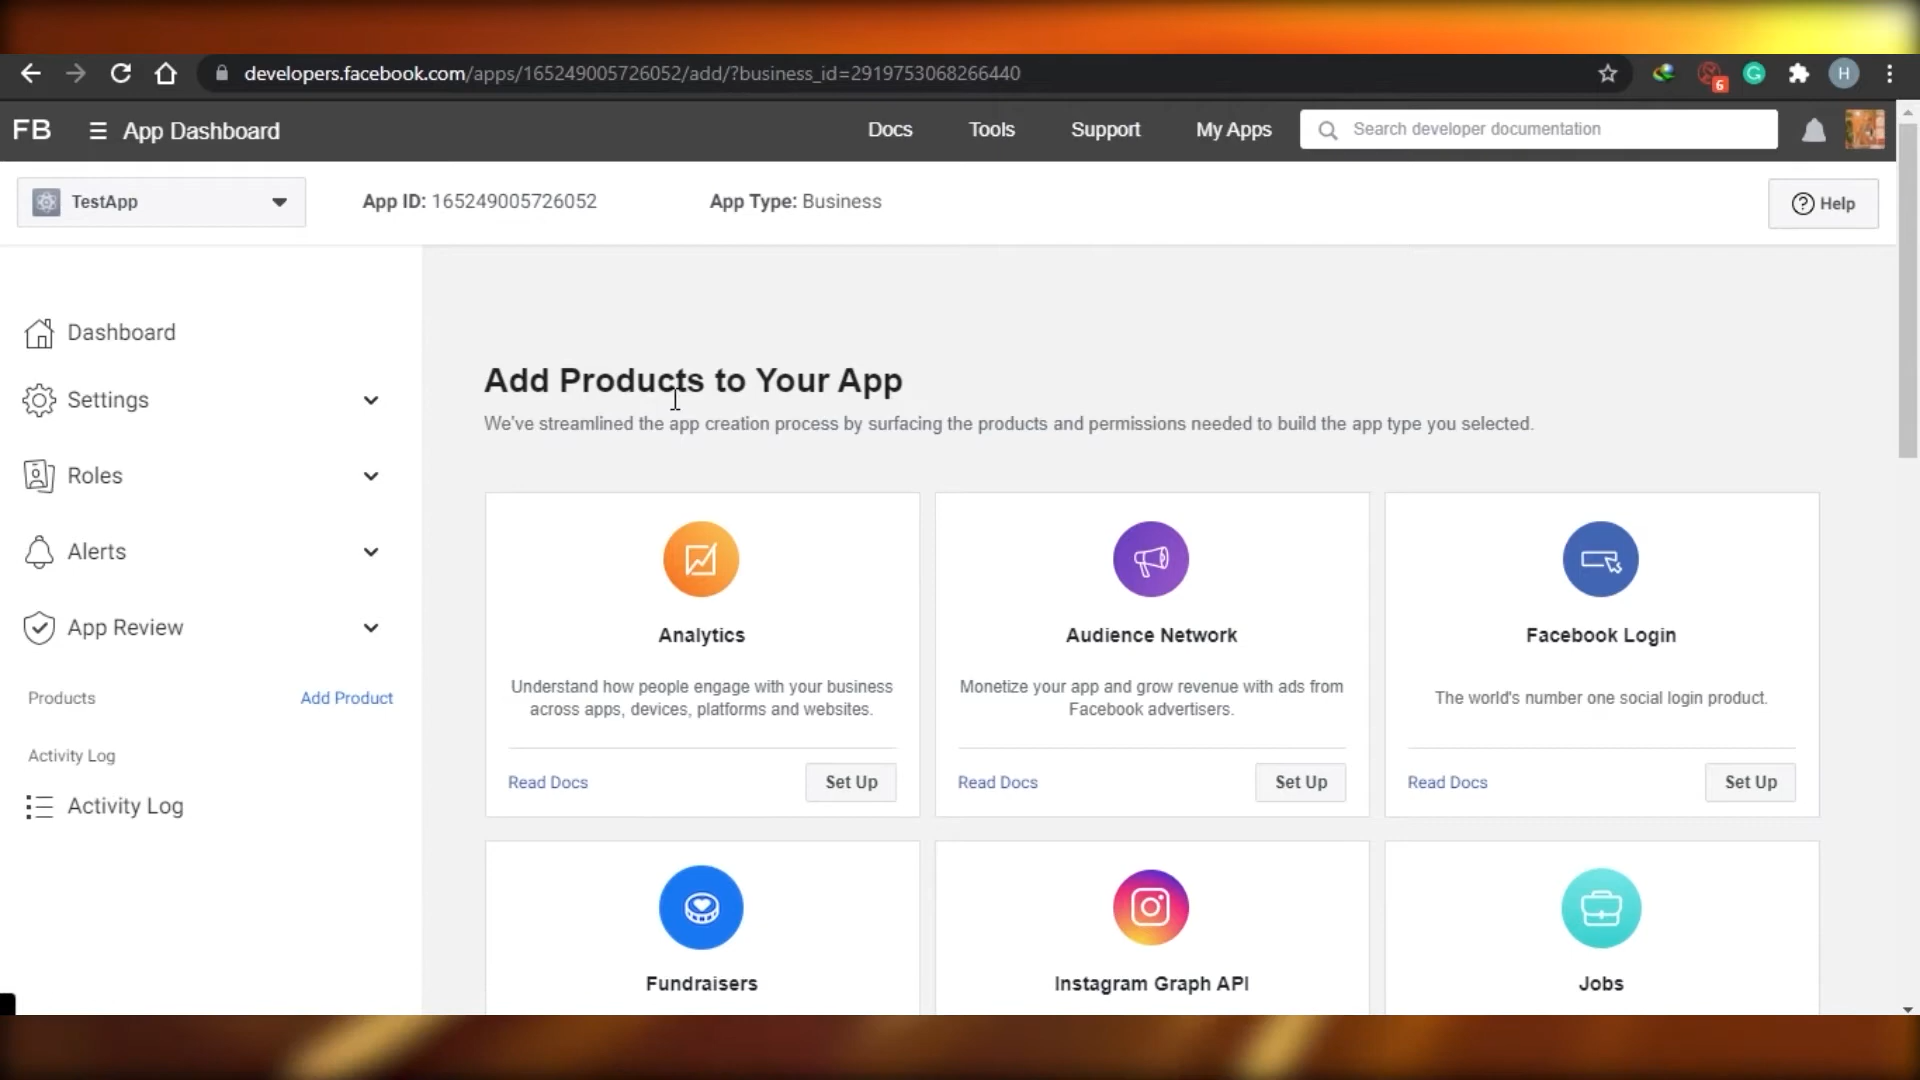 developers.facebook.com/apps/165249005726052/add/?business_id=2919753068266440
6
H
FB
App Dashboard
Docs
Tools
Support
My Apps
Search developer documentation
TestApp
App ID: 165249005726052
App Type: Business
? Help
Dashboard
Settings
Roles
Alerts
App Review
Products
Add Product
Activity Log
Activity Log
Add Products to Your App
We've streamlined the app creation process by surfacing the products and permissions needed to build the app type you selected.
Analytics
Understand how people engage with your business
across apps, devices, platforms and websites.
Read Docs
Set Up
Audience Network
Monetize your app and grow revenue with ads from
Facebook advertisers.
Read Docs
Set Up
Facebook Login
The world's number one social login product.
Read Docs
Set Up
Fundraisers
Instagram Graph API
Jobs